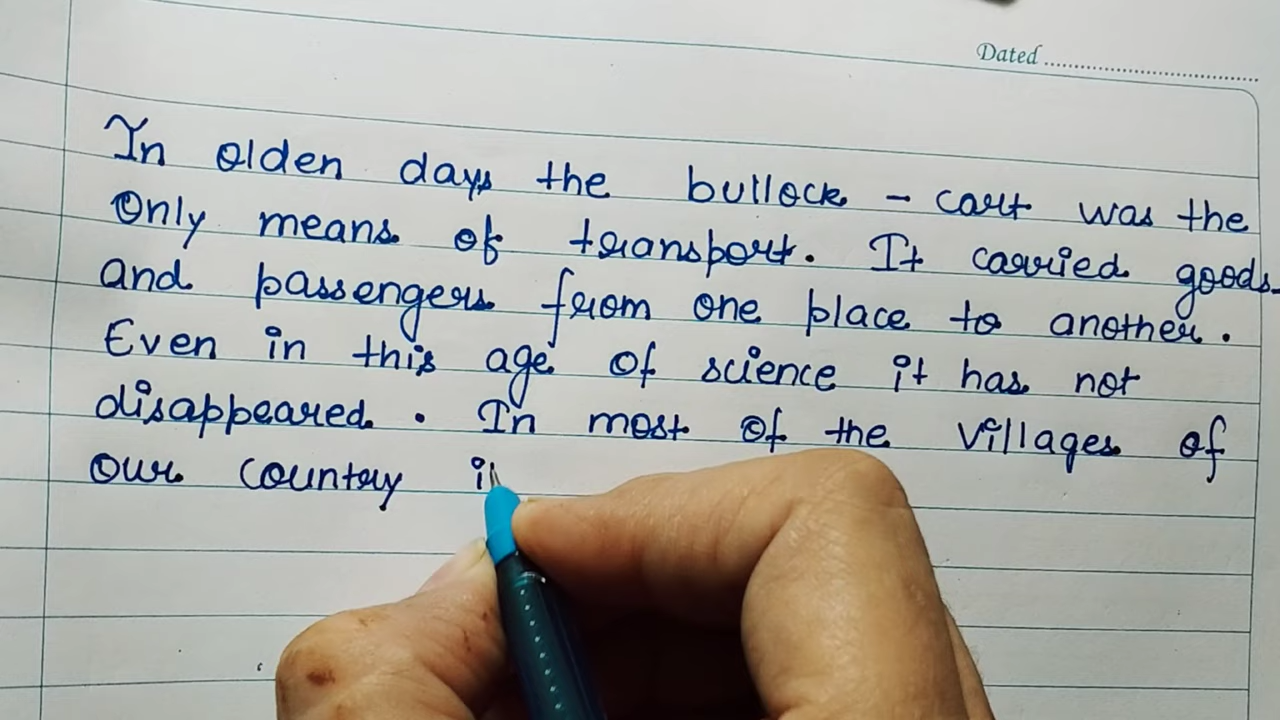 Dated
In olden days the bullock - cart was the
Only means of transport. It carried goods
and passengers from one place to another.
Even in this age of science it has not
disappeared. In most of the villages of
our country